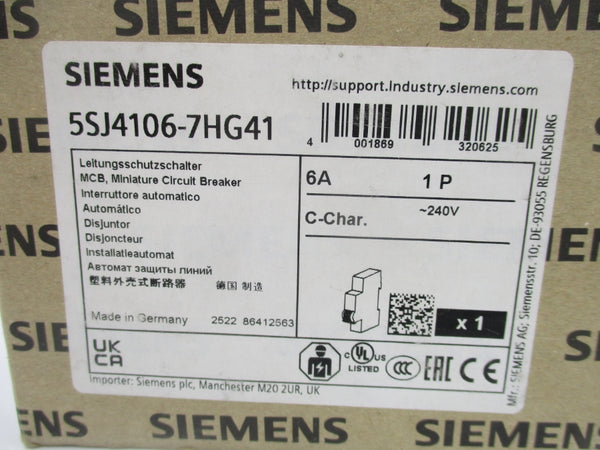 SIEMENS SIEMENS
SIEMENS
http://support.industry.siemens.com
5SJ4106-7HG41
4 001869 320625
Leitungsschutzschalter
MCB, Miniature Circuit Breaker
Interruttore automatico
Automático
Disjuntor
Disjoncteur
Installatieautomat
Автомат защиты линий
塑料外壳式断路器 德国制造
Made in Germany 2522 86412563
6A 1 P
~240V
C-Char.
x 1
UK CA
C UL US LISTED
CCC
EAC
CE
Importer: Siemens plc, Manchester M20 2UR, UK
Mfr.: SIEMENS AG; Siemensstr. 10; DE-93055 REGENSBURG
ENS SIEMENS SIEMENS